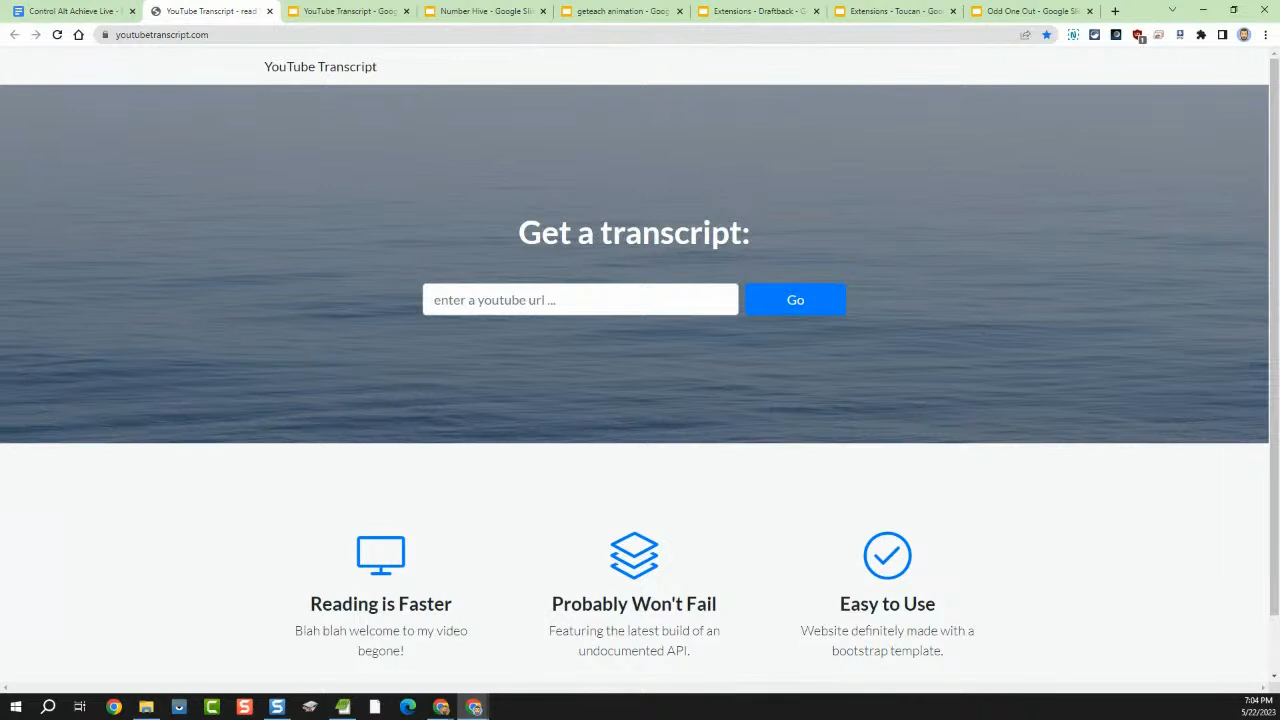 Control Alt Achieve Live -
YouTube Transcript - read
YouTube Transcript - Goog
Number Hive - Google Slid
geteach animation - Goog
Extensions - Draftback - G
Extensions - Toucan - Goo
Odd One Out - Google Sli
youtubetranscript.com
YouTube Transcript
Get a transcript:
enter a youtube url ...
Go
Reading is Faster
Probably Won't Fail
Easy to Use
Blah blah welcome to my video
begone!
Featuring the latest build of an
undocumented API.
Website definitely made with a
bootstrap template.
7:04 PM
5/22/2023